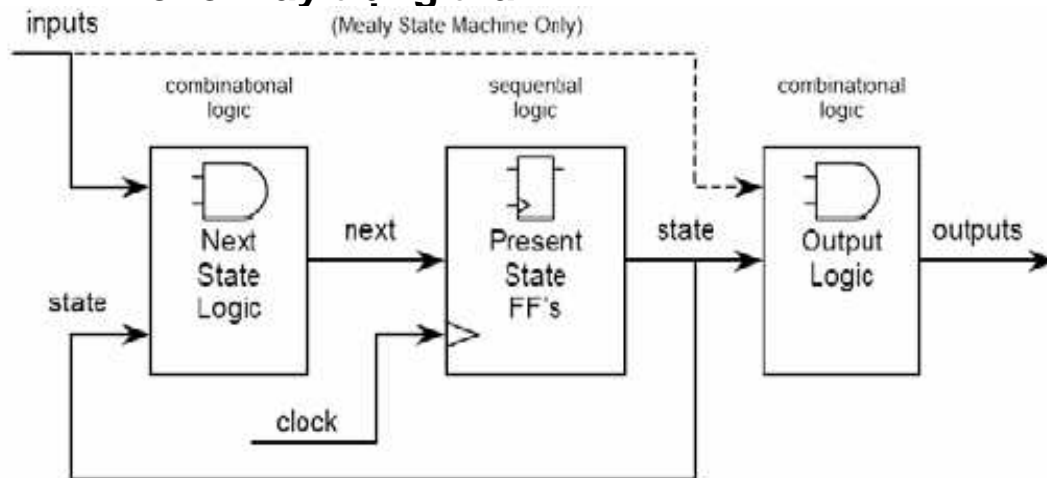 inputs
(Mealy State Machine Only)
combinational
logic
sequential
logic
combinational
logic
Next
State
Logic
next
Present
State
FF's
state
Output
Logic
outputs
state
clock